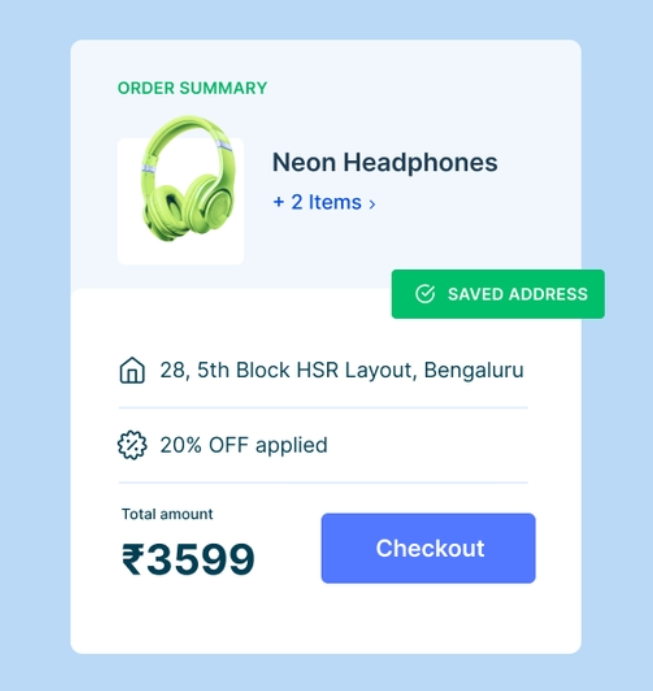 ORDER SUMMARY
Neon Headphones
+ 2 Items ›
SAVED ADDRESS
28, 5th Block HSR Layout, Bengaluru
20% OFF applied
Total amount
₹3599
Checkout